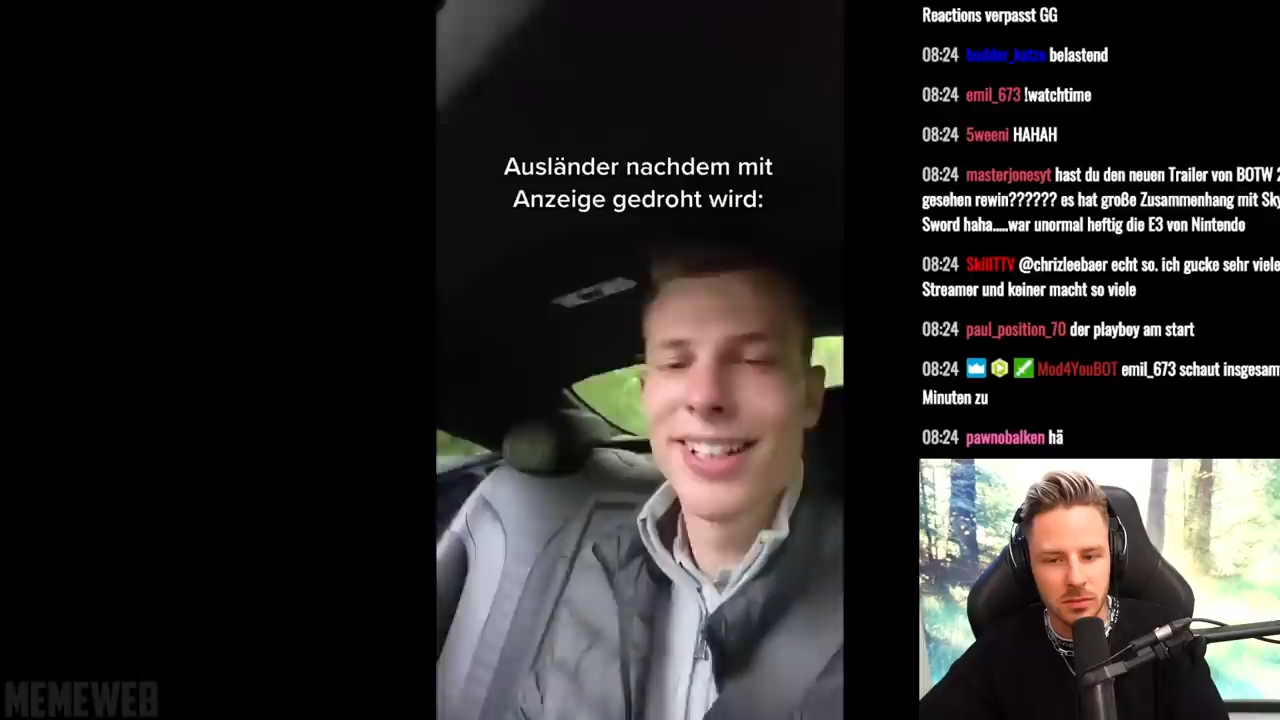 Ausländer nachdem mit
Anzeige gedroht wird:
Reactions verpasst GG
08:24 budder_katze belastend
08:24 emil_673 !watchtime
08:24 5weeni HAHAH
08:24 masterjonesyt hast du den neuen Trailer von BOTW 2
gesehen rewin?????? es hat große Zusammenhang mit Sky
Sword haha.....war unormal heftig die E3 von Nintendo
08:24 SkillTTV @chrizleebaer echt so. ich gucke sehr viele
Streamer und keiner macht so viele
08:24 paul_position_70 der playboy am start
08:24 Mod4YouBOT emil_673 schaut insgesam
Minuten zu
08:24 pawnobalken hä
MEMEWEB